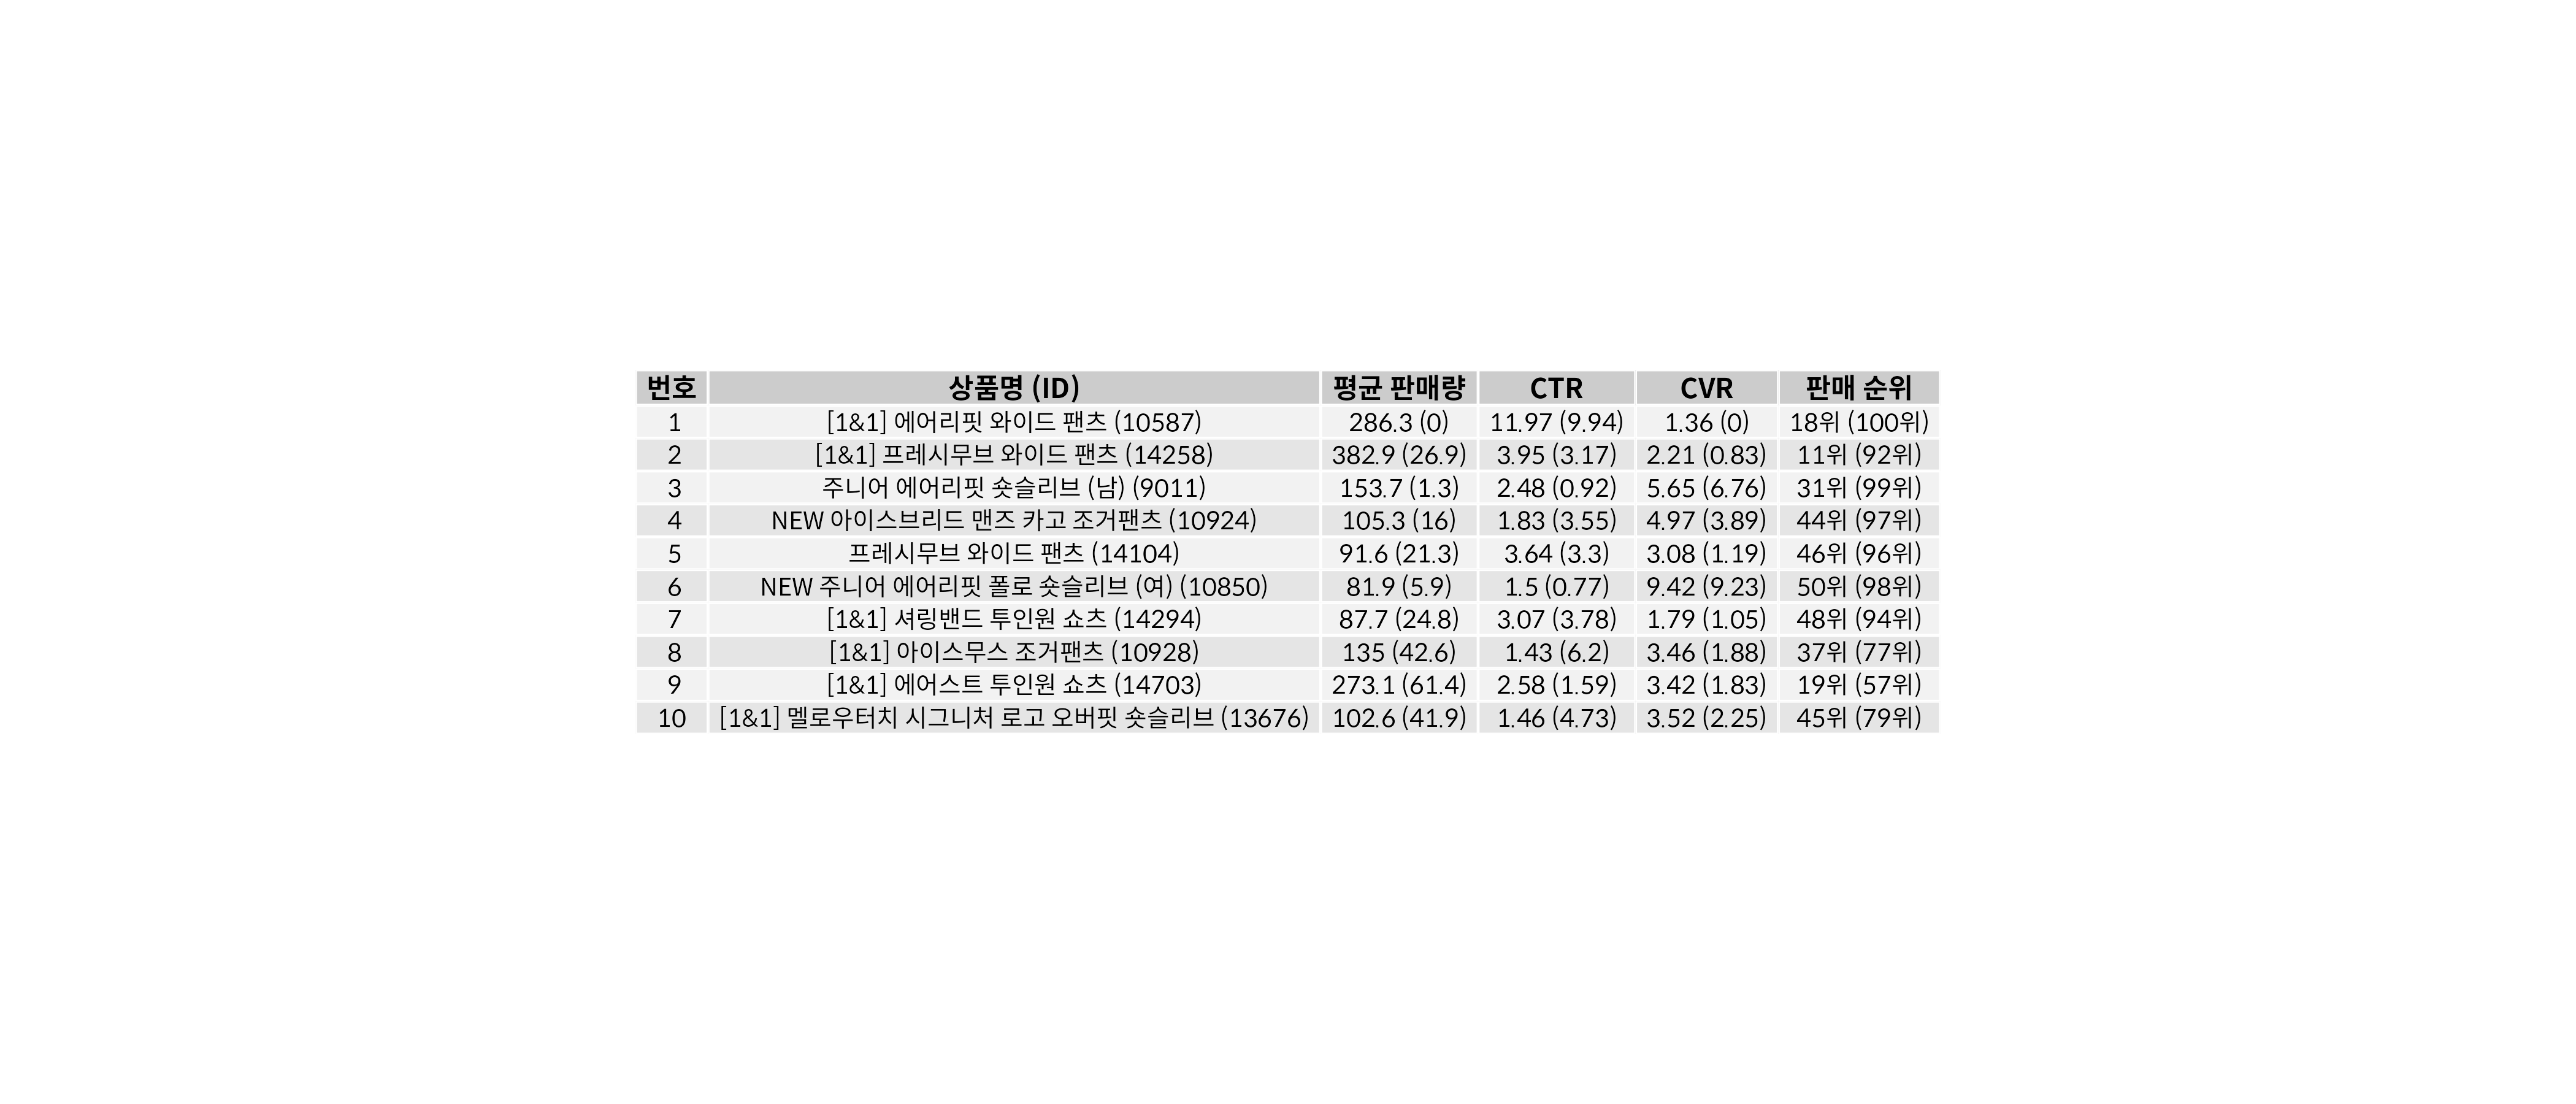 번호 상품명 (ID) 평균 판매량 CTR CVR 판매 순위
1 [1&1] 에어리핏 와이드 팬츠 (10587) 286.3 (0) 11.97 (9.94) 1.36 (0) 18위 (100위)
2 [1&1] 프레시무브 와이드 팬츠 (14258) 382.9 (26.9) 3.95 (3.17) 2.21 (0.83) 11위 (92위)
3 주니어 에어리핏 숏슬리브 (남) (9011) 153.7 (1.3) 2.48 (0.92) 5.65 (6.76) 31위 (99위)
4 NEW 아이스브리드 맨즈 카고 조거팬츠 (10924) 105.3 (16) 1.83 (3.55) 4.97 (3.89) 44위 (97위)
5 프레시무브 와이드 팬츠 (14104) 91.6 (21.3) 3.64 (3.3) 3.08 (1.19) 46위 (96위)
6 NEW 주니어 에어리핏 폴로 숏슬리브 (여) (10850) 81.9 (5.9) 1.5 (0.77) 9.42 (9.23) 50위 (98위)
7 [1&1] 셔링밴드 투인원 쇼츠 (14294) 87.7 (24.8) 3.07 (3.78) 1.79 (1.05) 48위 (94위)
8 [1&1] 아이스무스 조거팬츠 (10928) 135 (42.6) 1.43 (6.2) 3.46 (1.88) 37위 (77위)
9 [1&1] 에어스트 투인원 쇼츠 (14703) 273.1 (61.4) 2.58 (1.59) 3.42 (1.83) 19위 (57위)
10 [1&1] 멜로우터치 시그니처 로고 오버핏 숏슬리브 (13676) 102.6 (41.9) 1.46 (4.73) 3.52 (2.25) 45위 (79위)